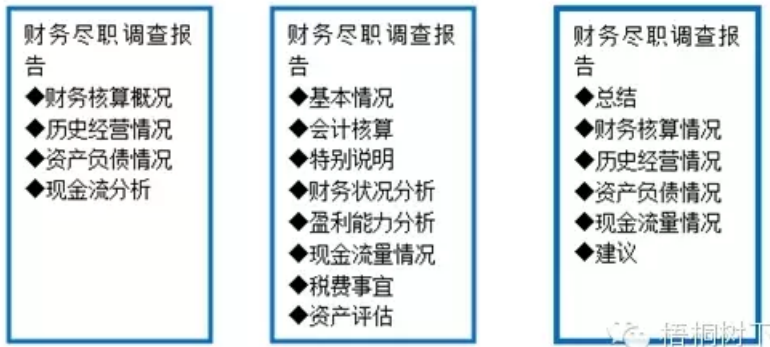 财务尽职调查报
告
◆财务核算概况
◆历史经营情况
◆资产负债情况
◆现金流分析
财务尽职调查报
告
◆基本情况
◆会计核算
◆特别说明
◆财务状况分析
◆盈利能力分析
◆现金流量情况
◆税费事宜
◆资产评估
财务尽职调查报
告
◆总结
◆财务核算情况
◆历史经营情况
◆资产负债情况
◆现金流量情况
◆建议
梧桐树下